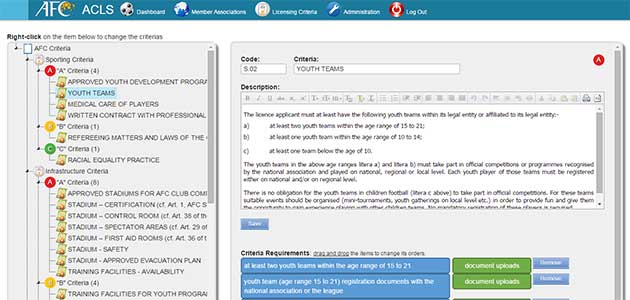 AFC ACLS Dashboard Member Associations Licensing Criteria Administration Log Out
Right-click on the item below to change the criterias
AFC Criteria
Sporting Criteria
A "A" Criteria (4)
APPROVED YOUTH DEVELOPMENT PROGRA
YOUTH TEAMS
MEDICAL CARE OF PLAYERS
WRITTEN CONTRACT WITH PROFESSIONAL
"B" Criteria (1)
REFEREEING MATTERS AND LAWS OF THE
C "C" Criteria (1)
RACIAL EQUALITY PRACTICE
Infrastructure Criteria
A "A" Criteria (8)
APPROVED STADIUMS FOR AFC CLUB COM
STADIUM – CERTIFICATION (cf. Art. 1, AFC S
STADIUM – CONTROL ROOM (cf. Art. 38 of th
STADIUM – SPECTATOR AREAS (cf. Art. 29 of
STADIUM – FIRST AID ROOMS (cf. Art. 36 of t
STADIUM - SAFETY
STADIUM - APPROVED EVACUATION PLAN
TRAINING FACILITIES - AVAILABILITY
"B" Criteria (4)
TRAINING FACILITIES FOR YOUTH PROGRAM
Code: Criteria: A
S.02 YOUTH TEAMS
Description:
The licence applicant must at least have the following youth teams within its legal entity or affiliated to its legal entity:-
a) at least two youth teams within the age range of 15 to 21;
b) at least one youth team within the age range of 10 to 14;
c) at least one team below the age of 10.
The youth teams in the above age ranges litera a) and litera b) must take part in official competitions or programmes recognised
by the national association and played on national, regional or local level. Each youth player of those teams must be registered
within or national and/or on regional level.
There is no obligation for the youth teams in children football (litera c above) to take part in official competitions. For these teams
suitable events should be organised (mini-tournaments, youth gatherings on local level etc.) in order to provide fun and give them
the opportunity to gain experience playing with other children teams. No mandatory registration of these players is required.
Save
Criteria Requirements: drag and drop the items to change its orders.
at least two youth teams within the age range of 15 to 21 document uploads Remove
youth team (age range 15 to 21) registration documents with the document uploads Remove
national association or the league